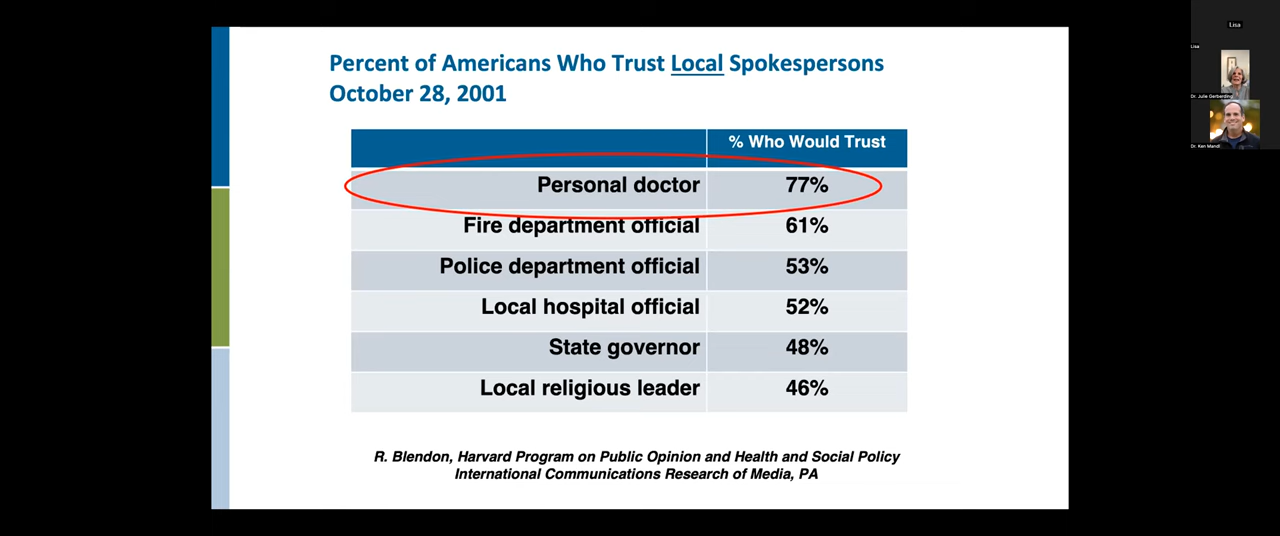 Percent of Americans Who Trust Local Spokespersons
October 28, 2001
% Who Would Trust
Personal doctor 77%
Fire department official 61%
Police department official 53%
Local hospital official 52%
State governor 48%
Local religious leader 46%
R. Blendon, Harvard Program on Public Opinion and Health and Social Policy
International Communications Research of Media, PA
Lisa
Lisa
Dr. Julie Gerberding
Dr. Ken Mandl